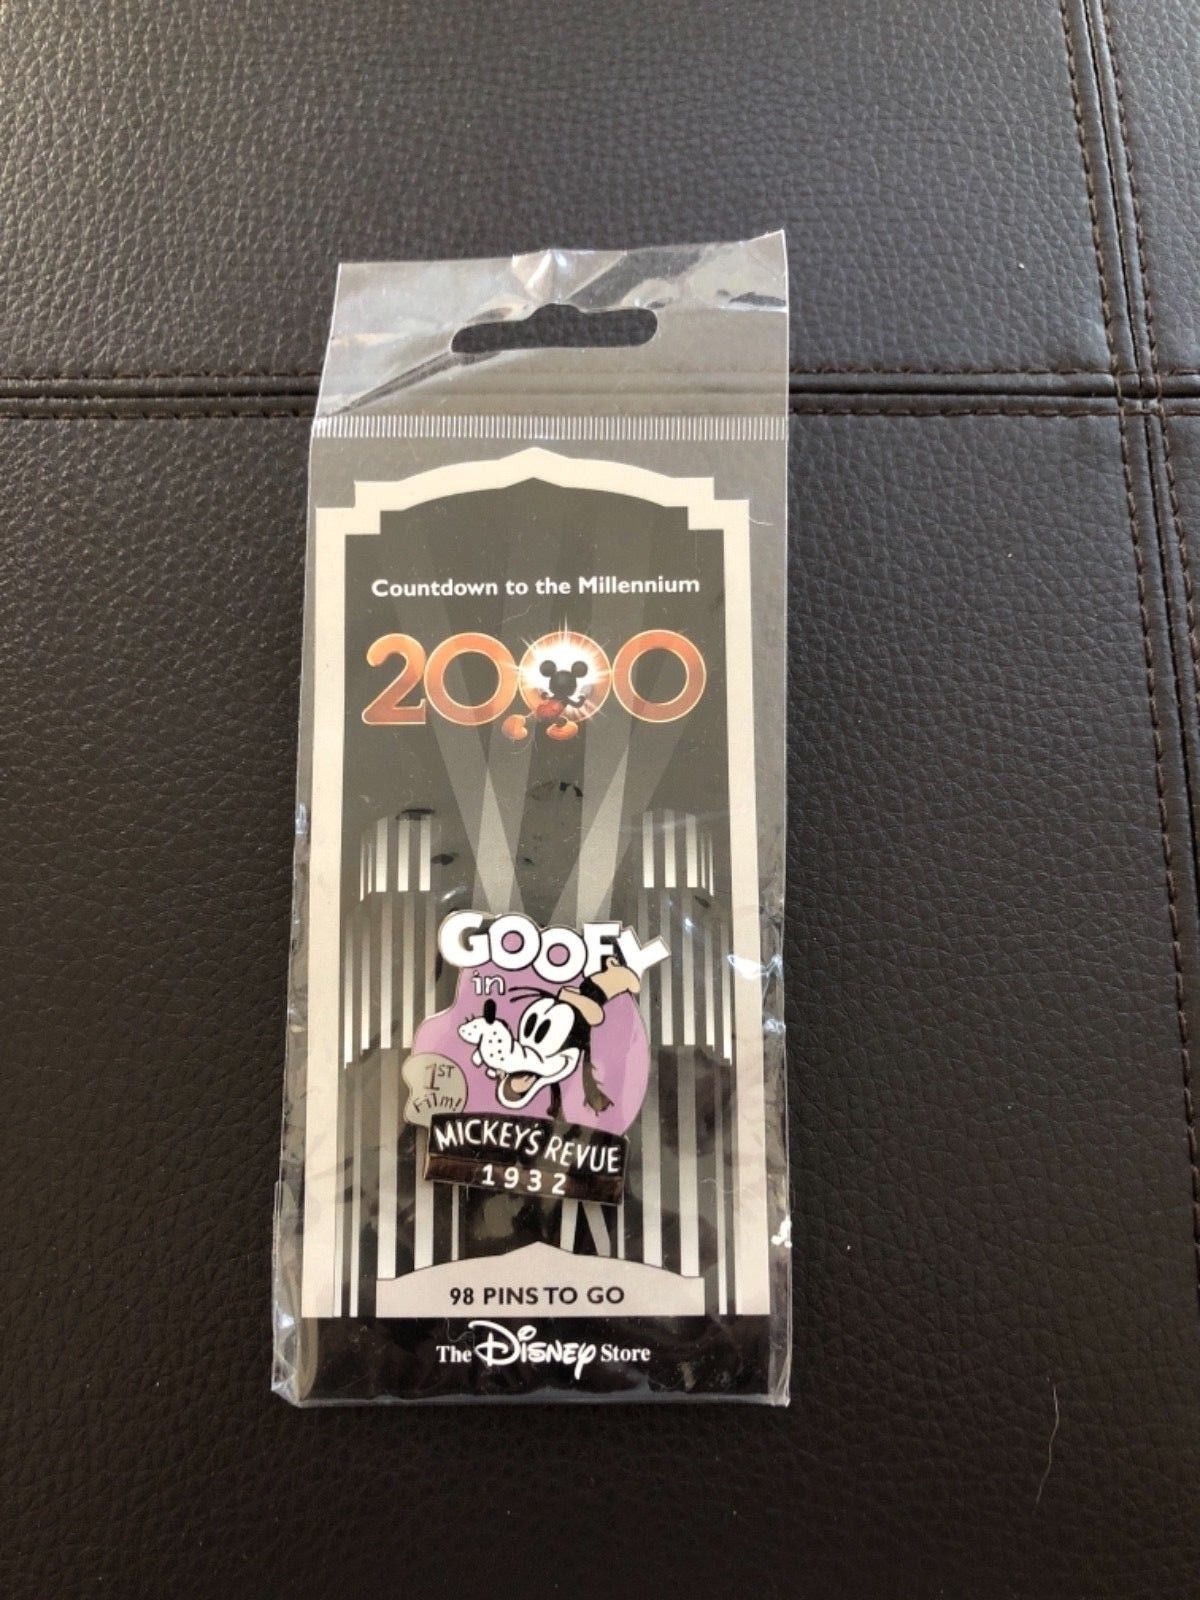 Countdown to the Millennium
2000
GOOFY
in
1ST
Film!
MICKEY'S REVUE
1932
98 PINS TO GO
The Disney Store